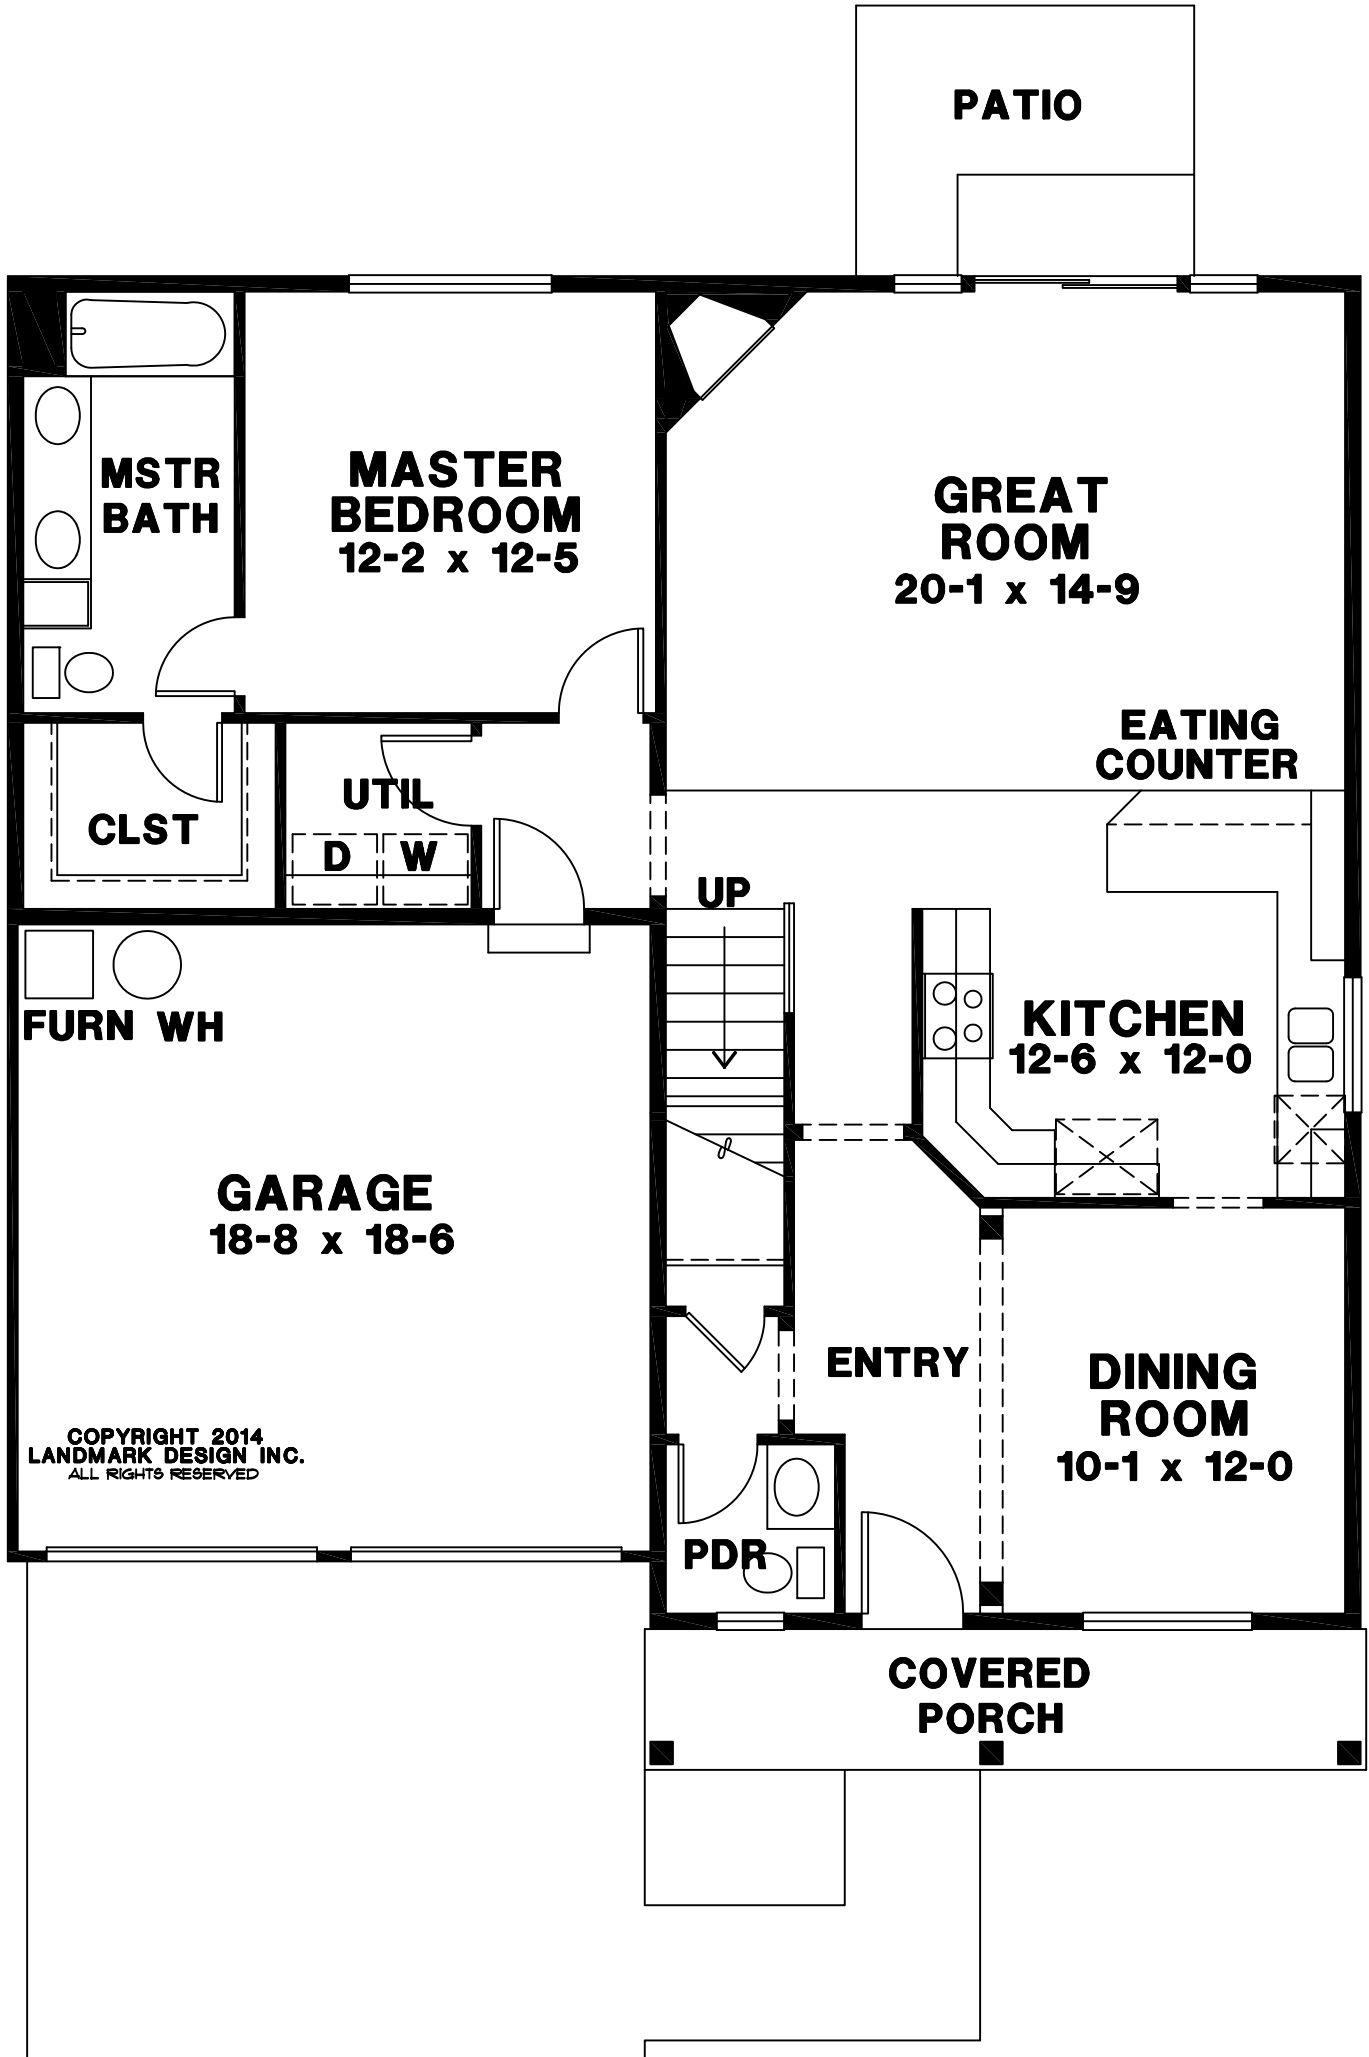 PATIO
MSTR
BATH
MASTER
BEDROOM
12-2 x 12-5
GREAT
ROOM
20-1 x 14-9
EATING
COUNTER
UTIL
CLST
D
W
UP
FURN
WH
KITCHEN
12-6 x 12-0
GARAGE
18-8 x 18-6
ENTRY
DINING
ROOM
10-1 x 12-0
COPYRIGHT 2014
LANDMARK DESIGN INC.
ALL RIGHTS RESERVED
PDR
COVERED
PORCH